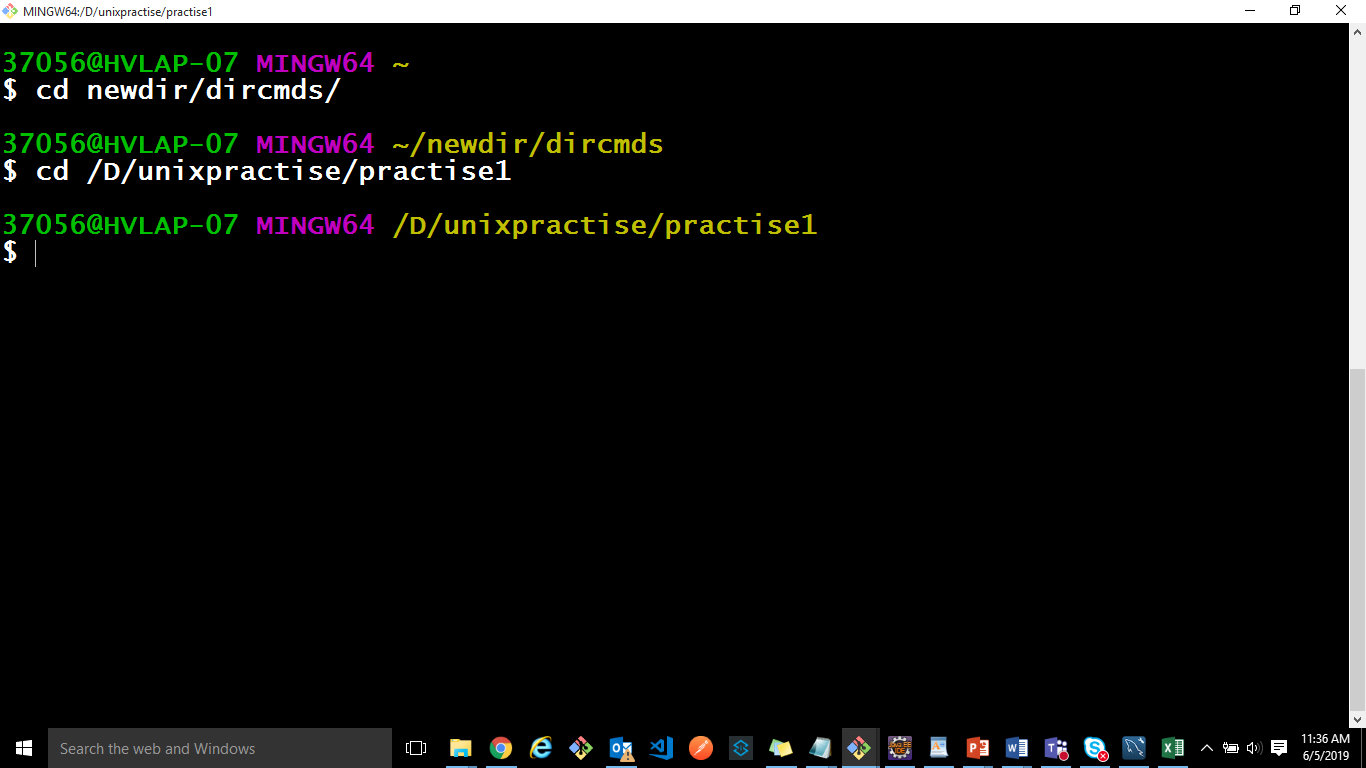 MINGW64:/D/unixpractise/practise1
37056@HVLAP-07 MINGW64 ~
$ cd newdir/dircmds/
37056@HVLAP-07 MINGW64 ~/newdir/dircmds
$ cd /D/unixpractise/practise1
37056@HVLAP-07 MINGW64 /D/unixpractise/practise1
$
Search the web and Windows
11:36 AM
6/5/2019